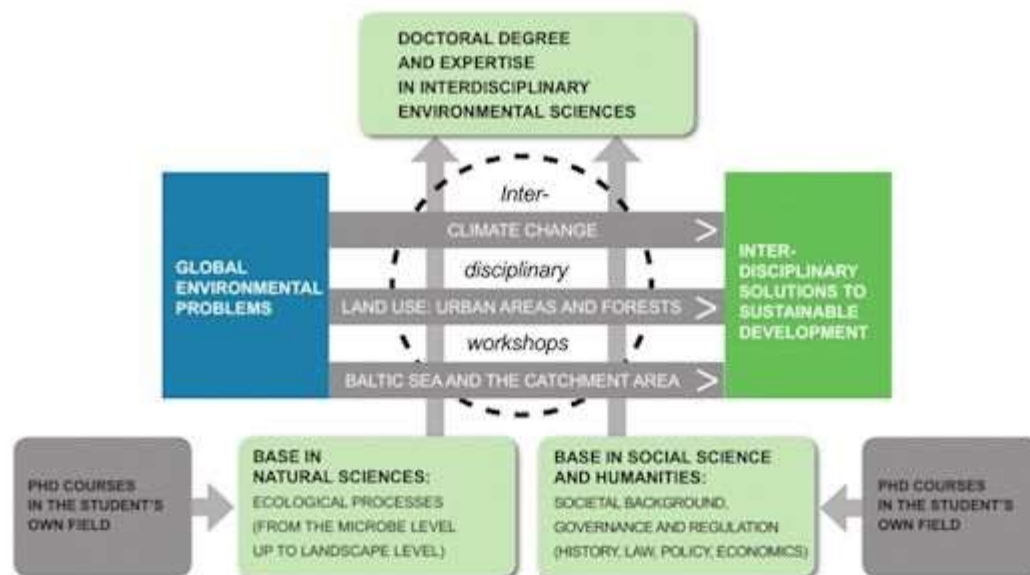 DOCTORAL DEGREE
AND EXPERTISE
IN INTERDISCIPLINARY
ENVIRONMENTAL SCIENCES
GLOBAL
ENVIRONMENTAL
PROBLEMS
Inter-
CLIMATE CHANGE
disciplinary
LAND USE: URBAN AREAS AND FORESTS
workshops
BALTIC SEA AND THE CATCHMENT AREA
INTER-
DISCIPLINARY
SOLUTIONS TO
SUSTAINABLE
DEVELOPMENT
PHD COURSES
IN THE STUDENT'S
OWN FIELD
BASE IN
NATURAL SCIENCES:
ECOLOGICAL PROCESSES
(FROM THE MICROBE LEVEL
UP TO LANDSCAPE LEVEL)
BASE IN SOCIAL SCIENCE
AND HUMANITIES:
SOCIETAL BACKGROUND,
GOVERNANCE AND REGULATION
(HISTORY, LAW, POLICY, ECONOMICS)
PHD COURSES
IN THE STUDENT'S
OWN FIELD